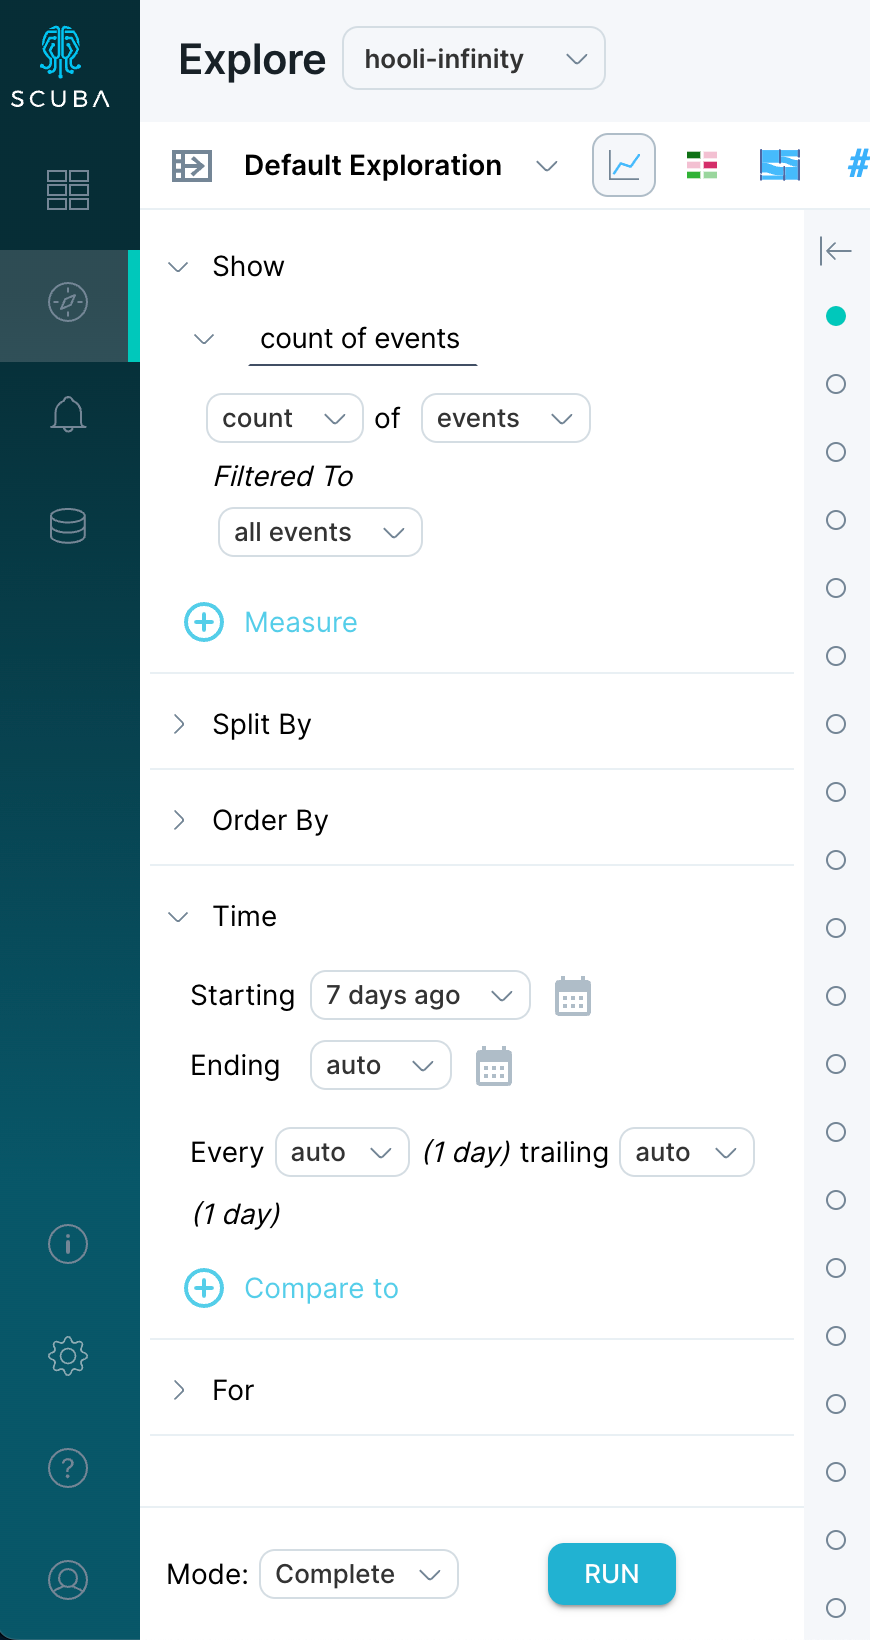 SCUBA
Explore hooli-infinity
Default Exploration #
Show
count of events
count of events
Filtered To
all events
Measure
Split By
Order By
Time
Starting 7 days ago
Ending auto
Every auto (1 day) trailing auto
(1 day)
Compare to
For
Mode: Complete RUN